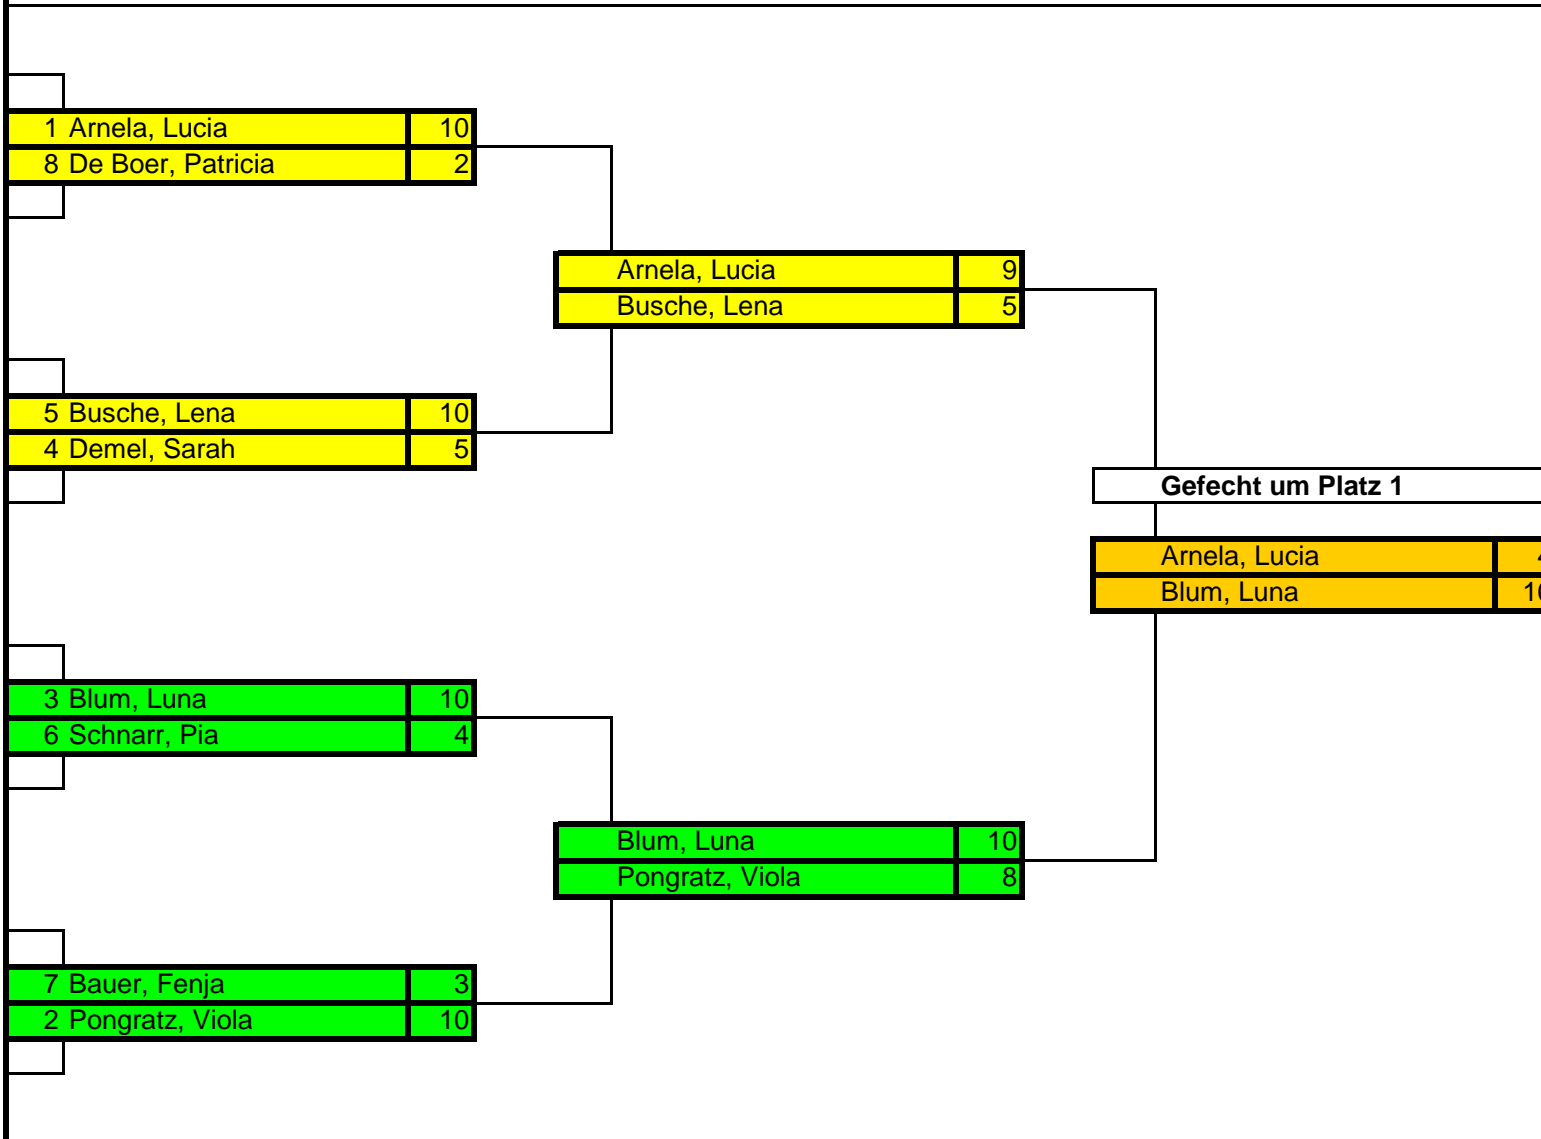 1 Arnela, Lucia 10
8 De Boer, Patricia 2
Arnela, Lucia 9
Busche, Lena 5
5 Busche, Lena 10
4 Demel, Sarah 5
Gefecht um Platz 1
Arnela, Lucia
Blum, Luna
3 Blum, Luna 10
6 Schnarr, Pia 4
Blum, Luna 10
Pongratz, Viola 8
7 Bauer, Fenja 3
2 Pongratz, Viola 10